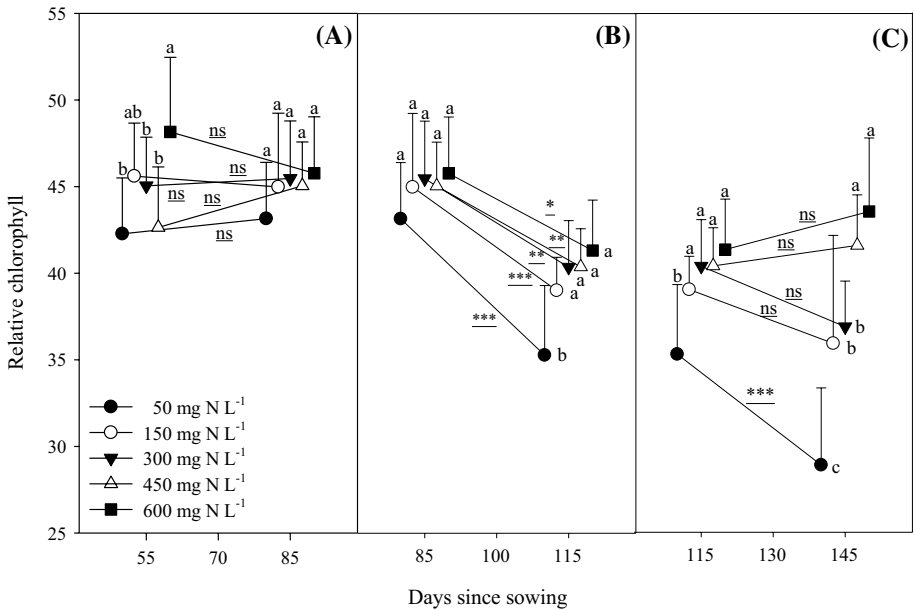 55
50
45
40
35
30
25
Relative chlorophyll
(A)
a
ab
b
b
b
ns
ns
ns
ns
ns
a
a
a
a
a
50 mg N L⁻¹
150 mg N L⁻¹
300 mg N L⁻¹
450 mg N L⁻¹
600 mg N L⁻¹
55 70 85
(B)
a
a
a
a
a
*
**
**
***
***
a
a
a
a
b
85 100 115
(C)
a
a
a
a
b
ns
ns
ns
ns
***
a
a
b
b
c
115 130 145
Days since sowing